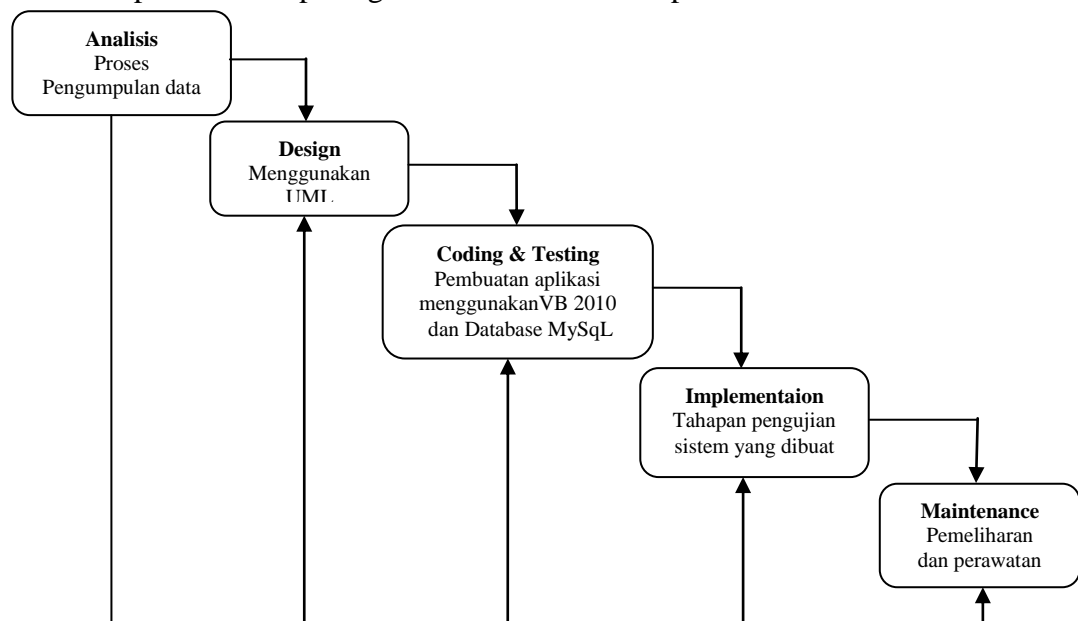 Analisis
Proses
Pengumpulan data
Design
Menggunakan
UML
Coding & Testing
Pembuatan aplikasi
menggunakanVB 2010
dan Database MySqL
Implementaion
Tahapan pengujian
sistem yang dibuat
Maintenance
Pemeliharan
dan perawatan